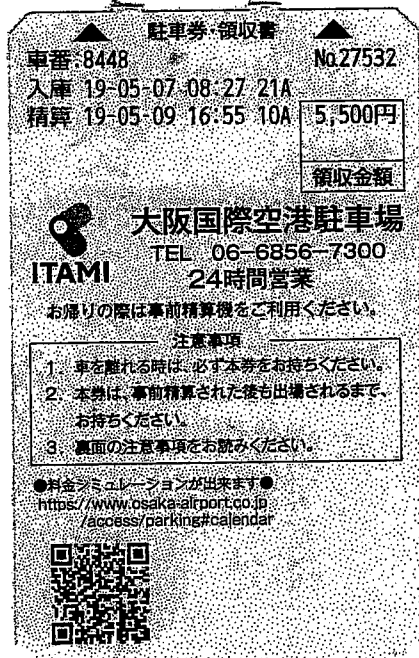 駐車券・領収書
車番 8448 No.27532
入庫 19-05-07 08:27 21A
精算 19-05-09 16:55 10A 5,500円
領収金額
ITAMI
大阪国際空港駐車場
TEL 06-6856-7300
24時間営業
お帰りの際は事前精算機をご利用ください。
注意事項
1. 車を離れる時は、必ず本券をお持ちください。
2. 本券は、事前精算された後も出場されるまで、
お持ちください。
3. 裏面の注意事項をお読みください。
●料金シミュレーションが出来ます●
https://www.osaka-airport.co.jp
/access/parking#calendar